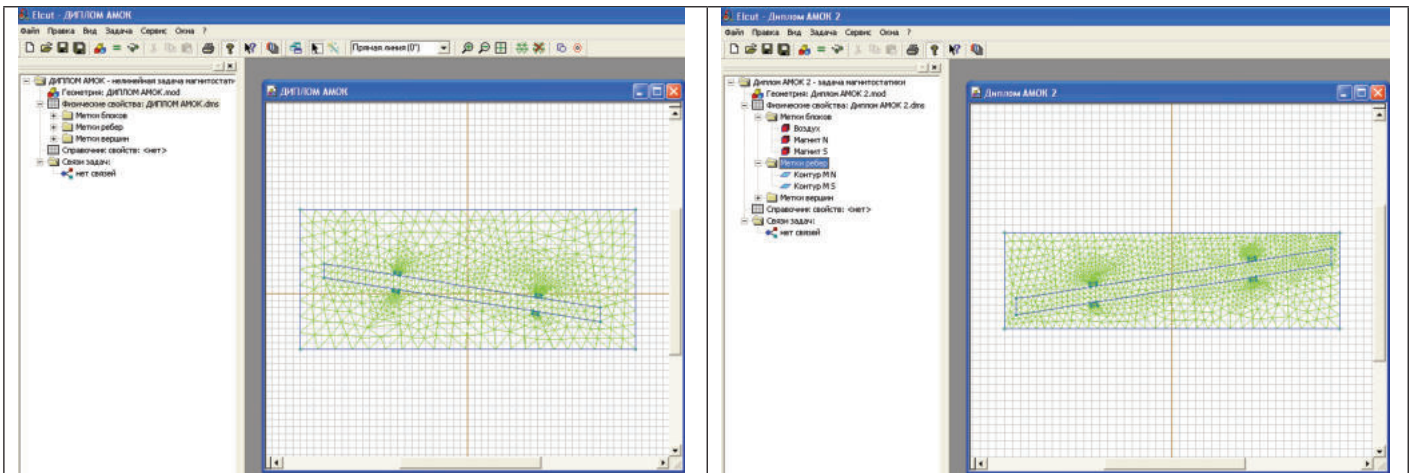 Elcut - ДИПЛОМ АМОК
Файл Правка Вид Задача Сервис Окна ?
Прямая линия (0°)
ДИПЛОМ АМОК - нелинейная задача магнитостати
Геометрия: ДИПЛОМ АМОК.mod
Физические свойства: ДИПЛОМ АМОК.dms
Метки блоков
Метки ребер
Метки вершин
Справочник свойств: <нет>
Связи задач:
нет связей
ДИПЛОМ АМОК
Elcut - Диплом АМОК 2
Файл Правка Вид Задача Сервис Окна ?
Диплом АМОК 2 - задача магнитостатики
Геометрия: Диплом АМОК 2.mod
Физические свойства: Диплом АМОК 2.dms
Метки блоков
Воздух
Магнит N
Магнит S
Метки ребер
Контур M N
Контур M S
Метки вершин
Справочник свойств: <нет>
Связи задач:
нет связей
Диплом АМОК 2